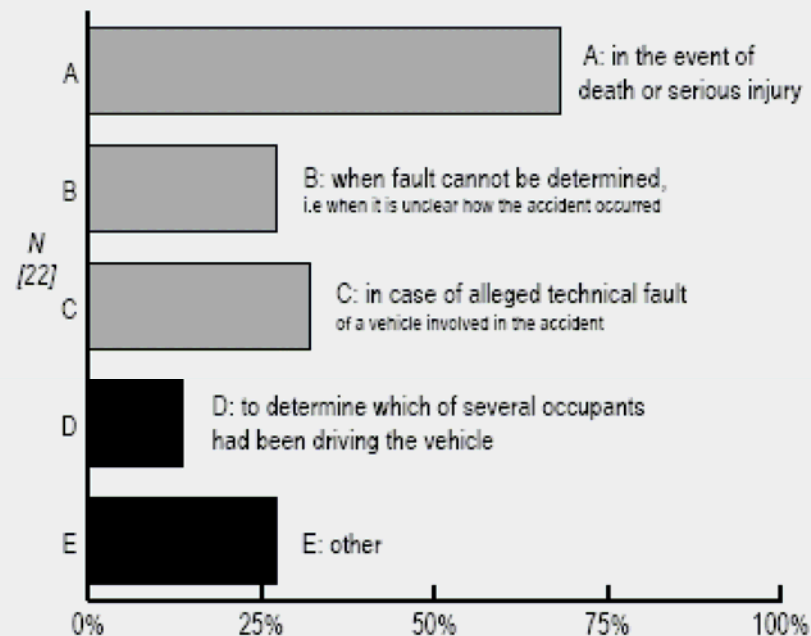 A
A: in the event of
death or serious injury
B
B: when fault cannot be determined,
i.e when it is unclear how the accident occurred
N
[22]
C
C: in case of alleged technical fault
of a vehicle involved in the accident
D
D: to determine which of several occupants
had been driving the vehicle
E
E: other
0%
25%
50%
75%
100%